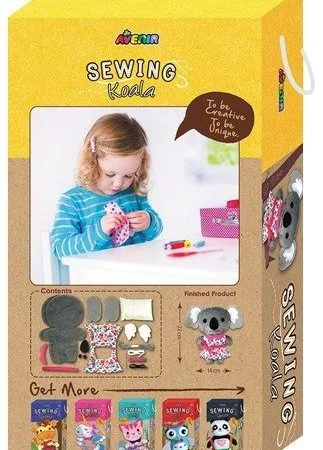 AVENIR
SEWING
Koala
To be
Creative
To be
Unique.
Contents
Finished Product
22 cm
14 cm
Get More
SEWING
SEWING
SEWING
SEWING
SEWING
SEWING
Koala